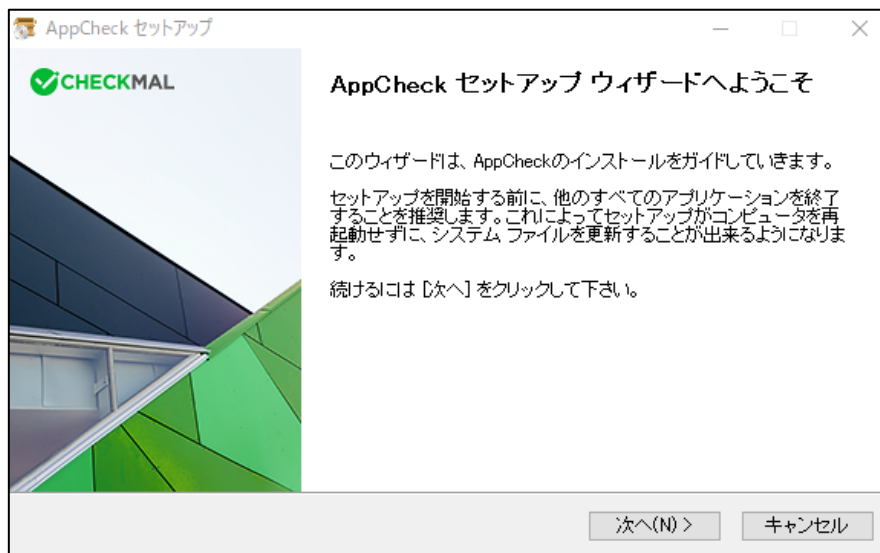 AppCheck セットアップ
CHECKMAL
AppCheck セットアップ ウィザードへようこそ
このウィザードは、AppCheckのインストールをガイドしていきます。
セットアップを開始する前に、他のすべてのアプリケーションを終了
することを推奨します。これによってセットアップがコンピュータを再
起動せずに、システム ファイルを更新することが出来るようになりま
す。
続けるには [次へ] をクリックして下さい。
次へ(N) >
キャンセル